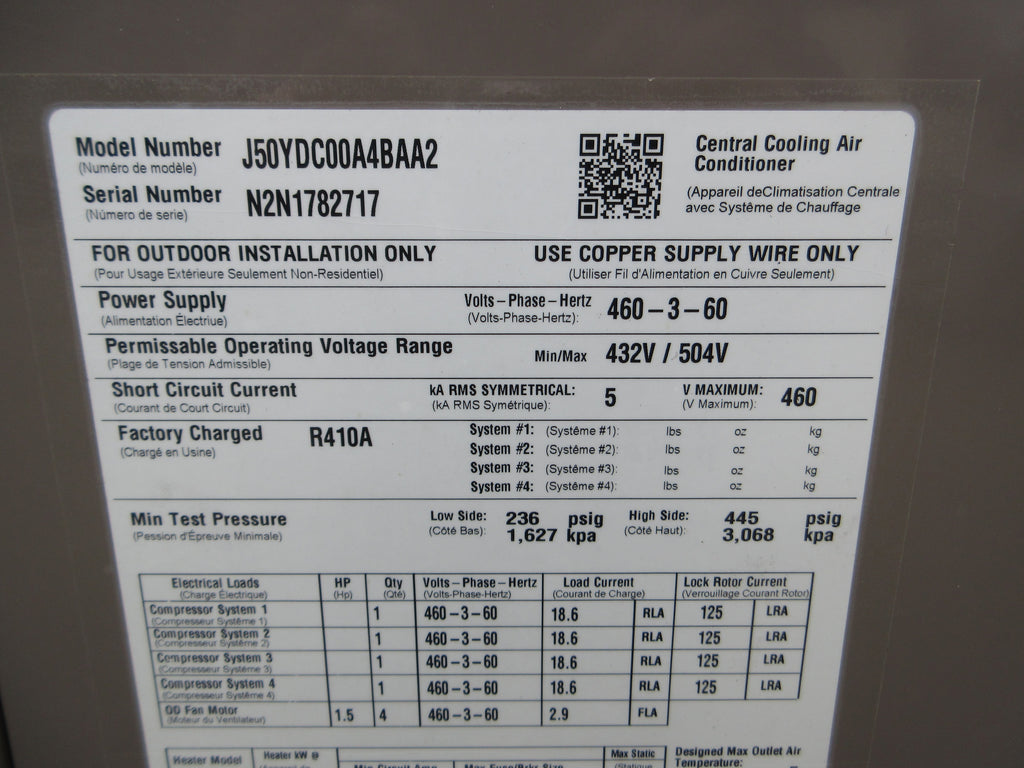 Model Number J50YDC00A4BAA2
(Numéro de modèle)
Serial Number N2N1782717
(Número de serie)
Central Cooling Air
Conditioner
(Appareil deClimatisation Centrale
avec Système de Chauffage
FOR OUTDOOR INSTALLATION ONLY USE COPPER SUPPLY WIRE ONLY
(Pour Usage Extérieure Seulement Non-Residentiel) (Utiliser Fil d'Alimentation en Cuivre Seulement)
Power Supply Volts – Phase – Hertz 460 – 3 – 60
(Alimentation Électriue) (Volts-Phase-Hertz):
Permissable Operating Voltage Range Min/Max 432V / 504V
(Plage de Tension Admissible)
Short Circuit Current kA RMS SYMMETRICAL: 5 V MAXIMUM: 460
(Courant de Court Circuit) (kA RMS Symétrique): (V Maximum):
Factory Charged R410A System #1: (Système #1): lbs oz kg
(Chargé en Usine) System #2: (Système #2): lbs oz kg
System #3: (Système #3): lbs oz kg
System #4: (Système #4): lbs oz kg
Min Test Pressure Low Side: 236 psig High Side: 445 psig
(Pession d'Épreuve Minimale) (Côté Bas): 1,627 kpa (Côté Haut): 3,068 kpa
Electrical Loads HP Qty Volts – Phase – Hertz Load Current Lock Rotor Current
(Charge Électrique) (Hp) (Qté) (Volts-Phase-Hertz) (Courant de Charge) (Verrouillage Courant Rotor)
Compressor System 1 1 460 – 3 – 60 18.6 RLA 125 LRA
(Compresseur Système 1)
Compressor System 2 1 460 – 3 – 60 18.6 RLA 125 LRA
(Compresseur Système 2)
Compressor System 3 1 460 – 3 – 60 18.6 RLA 125 LRA
(Compresseur Système 3)
Compressor System 4 1 460 – 3 – 60 18.6 RLA 125 LRA
(Compresseur Système 4)
OD Fan Motor 1.5 4 460 – 3 – 60 2.9 FLA
(Moteur du Ventilateur)
Heater Model Heater kW @ Min Circuit Amp Max Fuse/Brkr Size Max Static Designed Max Outlet Air
(Statique Temperature: